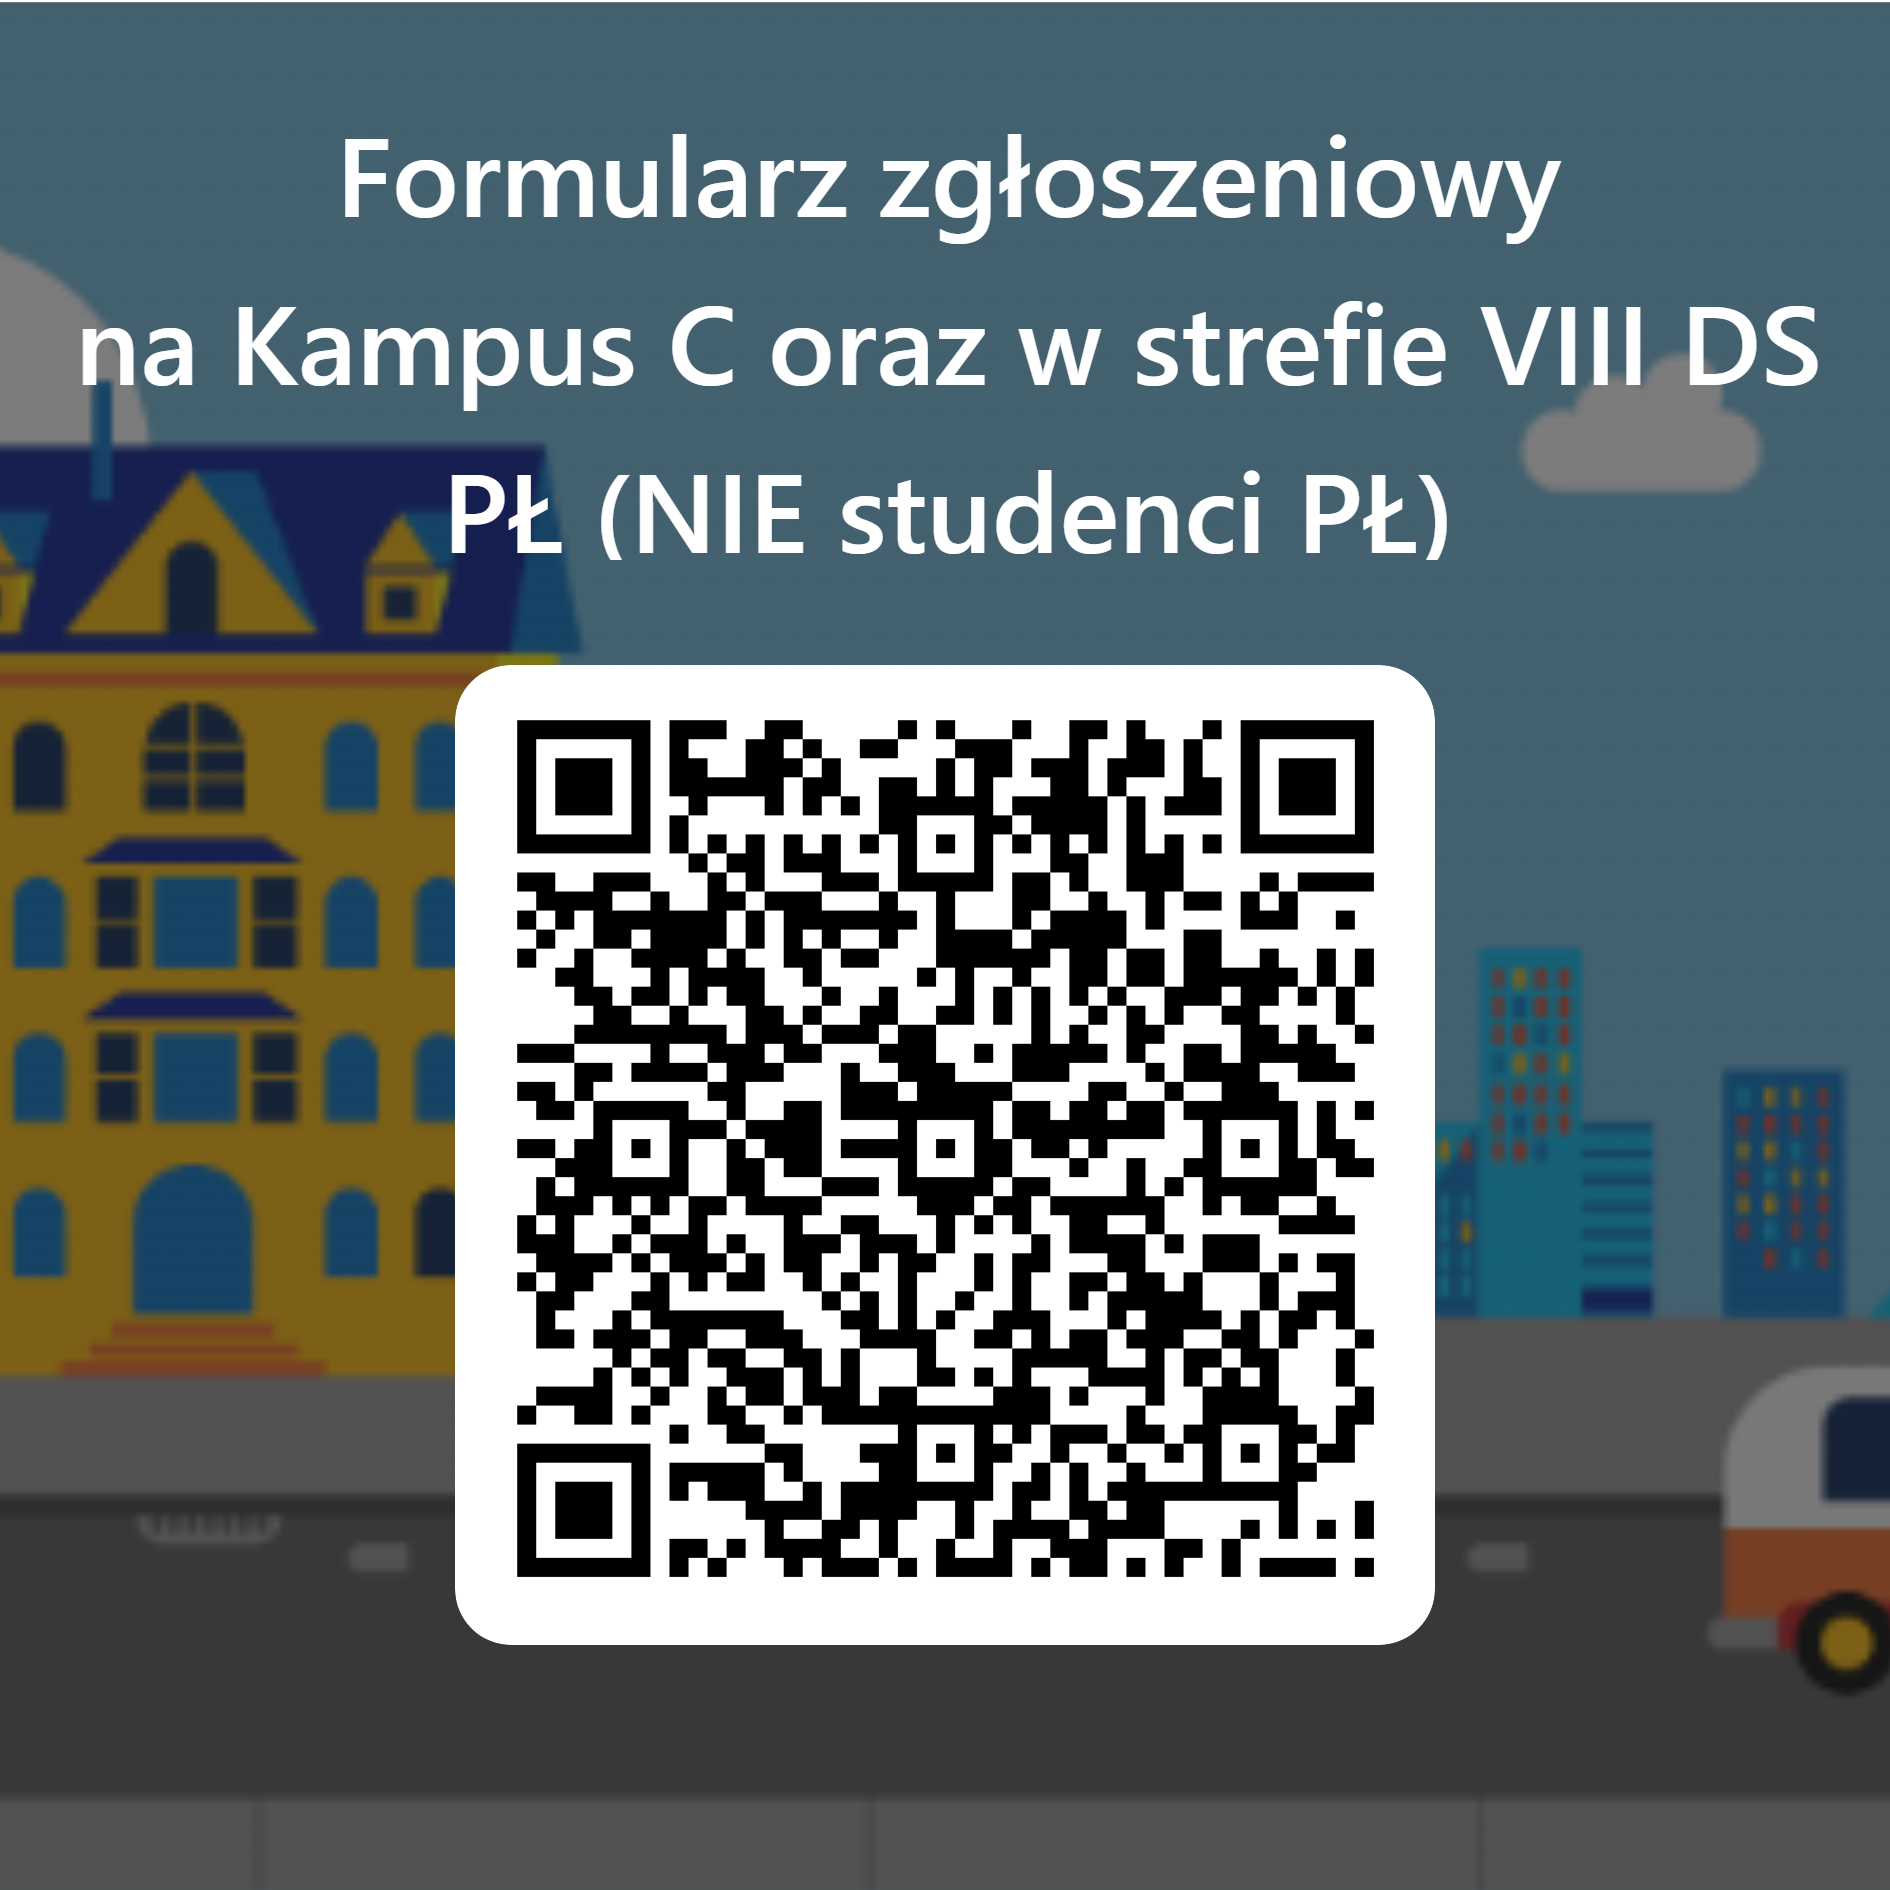 Formularz zgłoszeniowy
na Kampus C oraz w strefie VIII DS
PŁ (NIE studenci PŁ)